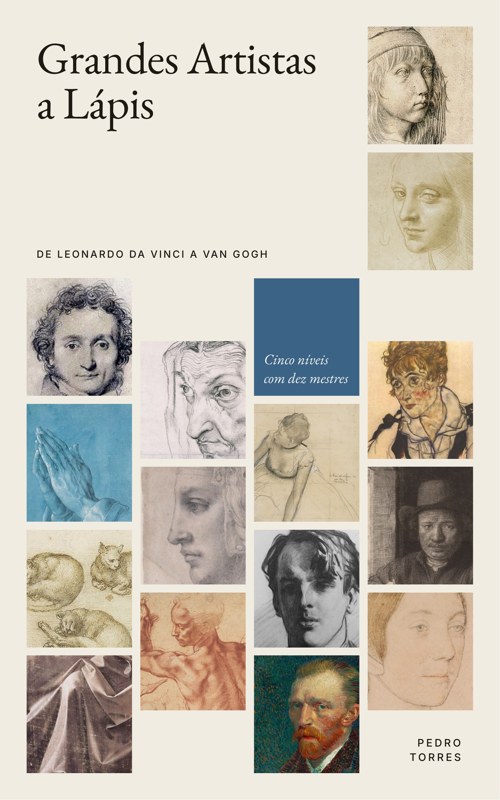 Grandes Artistas
a Lápis
DE LEONARDO DA VINCI A VAN GOGH
Cinco níveis
com dez mestres
PEDRO
TORRES